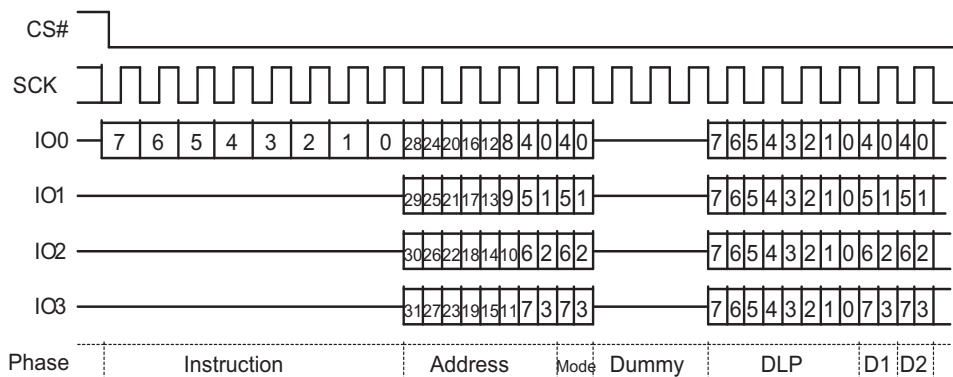 CS#
SCK
IO0 7 6 5 4 3 2 1 0 28 24 20 16 12 8 4 0 4 0 7 6 5 4 3 2 1 0 4 0 4 0
IO1 29 25 21 17 13 9 5 1 5 1 7 6 5 4 3 2 1 0 5 1 5 1
IO2 30 26 22 18 14 10 6 2 6 2 7 6 5 4 3 2 1 0 6 2 6 2
IO3 31 27 23 19 15 11 7 3 7 3 7 6 5 4 3 2 1 0 7 3 7 3
Phase Instruction Address Mode Dummy DLP D1 D2